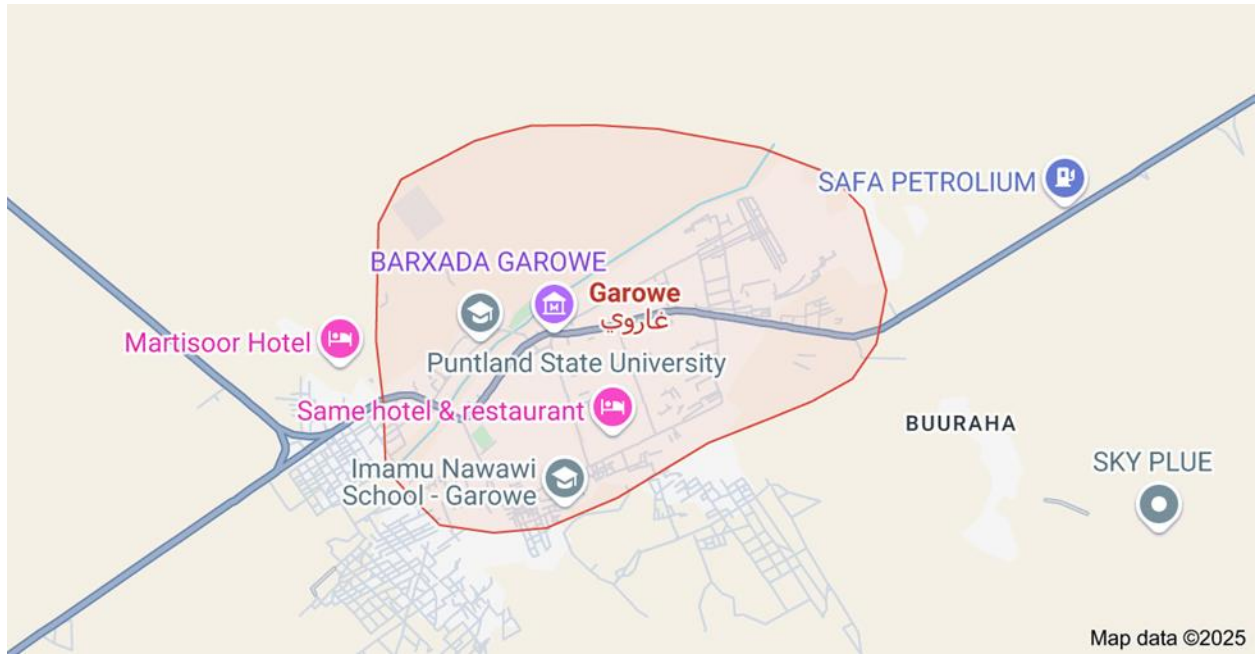 SAFA PETROLIUM
BARXADA GAROWE
Garowe
غاروي
Martisoor Hotel
Puntland State University
Same hotel & restaurant
BUURAHA
Imamu Nawawi
School - Garowe
SKY PLUE
Map data ©2025